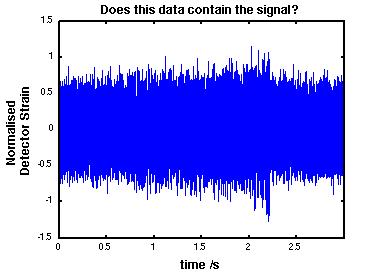 Does this data contain the signal?
1.5
1
0.5
0
-0.5
-1
-1.5
Normalised
Detector Strain
0 0.5 1 1.5 2 2.5
time /s